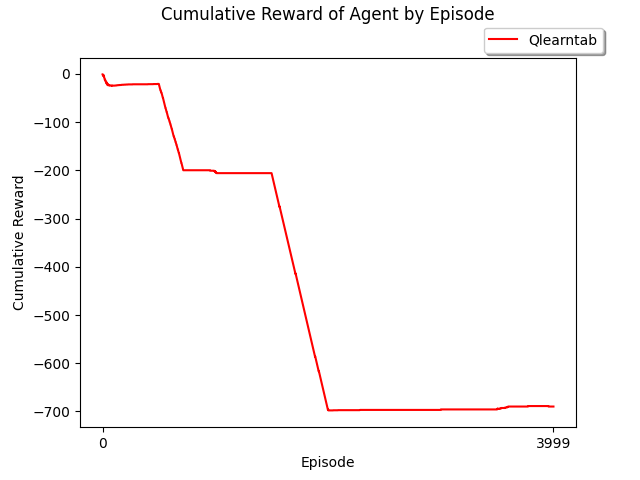 Cumulative Reward of Agent by Episode
Qlearntab
0
−100
−200
−300
−400
−500
−600
−700
Cumulative Reward
0
3999
Episode